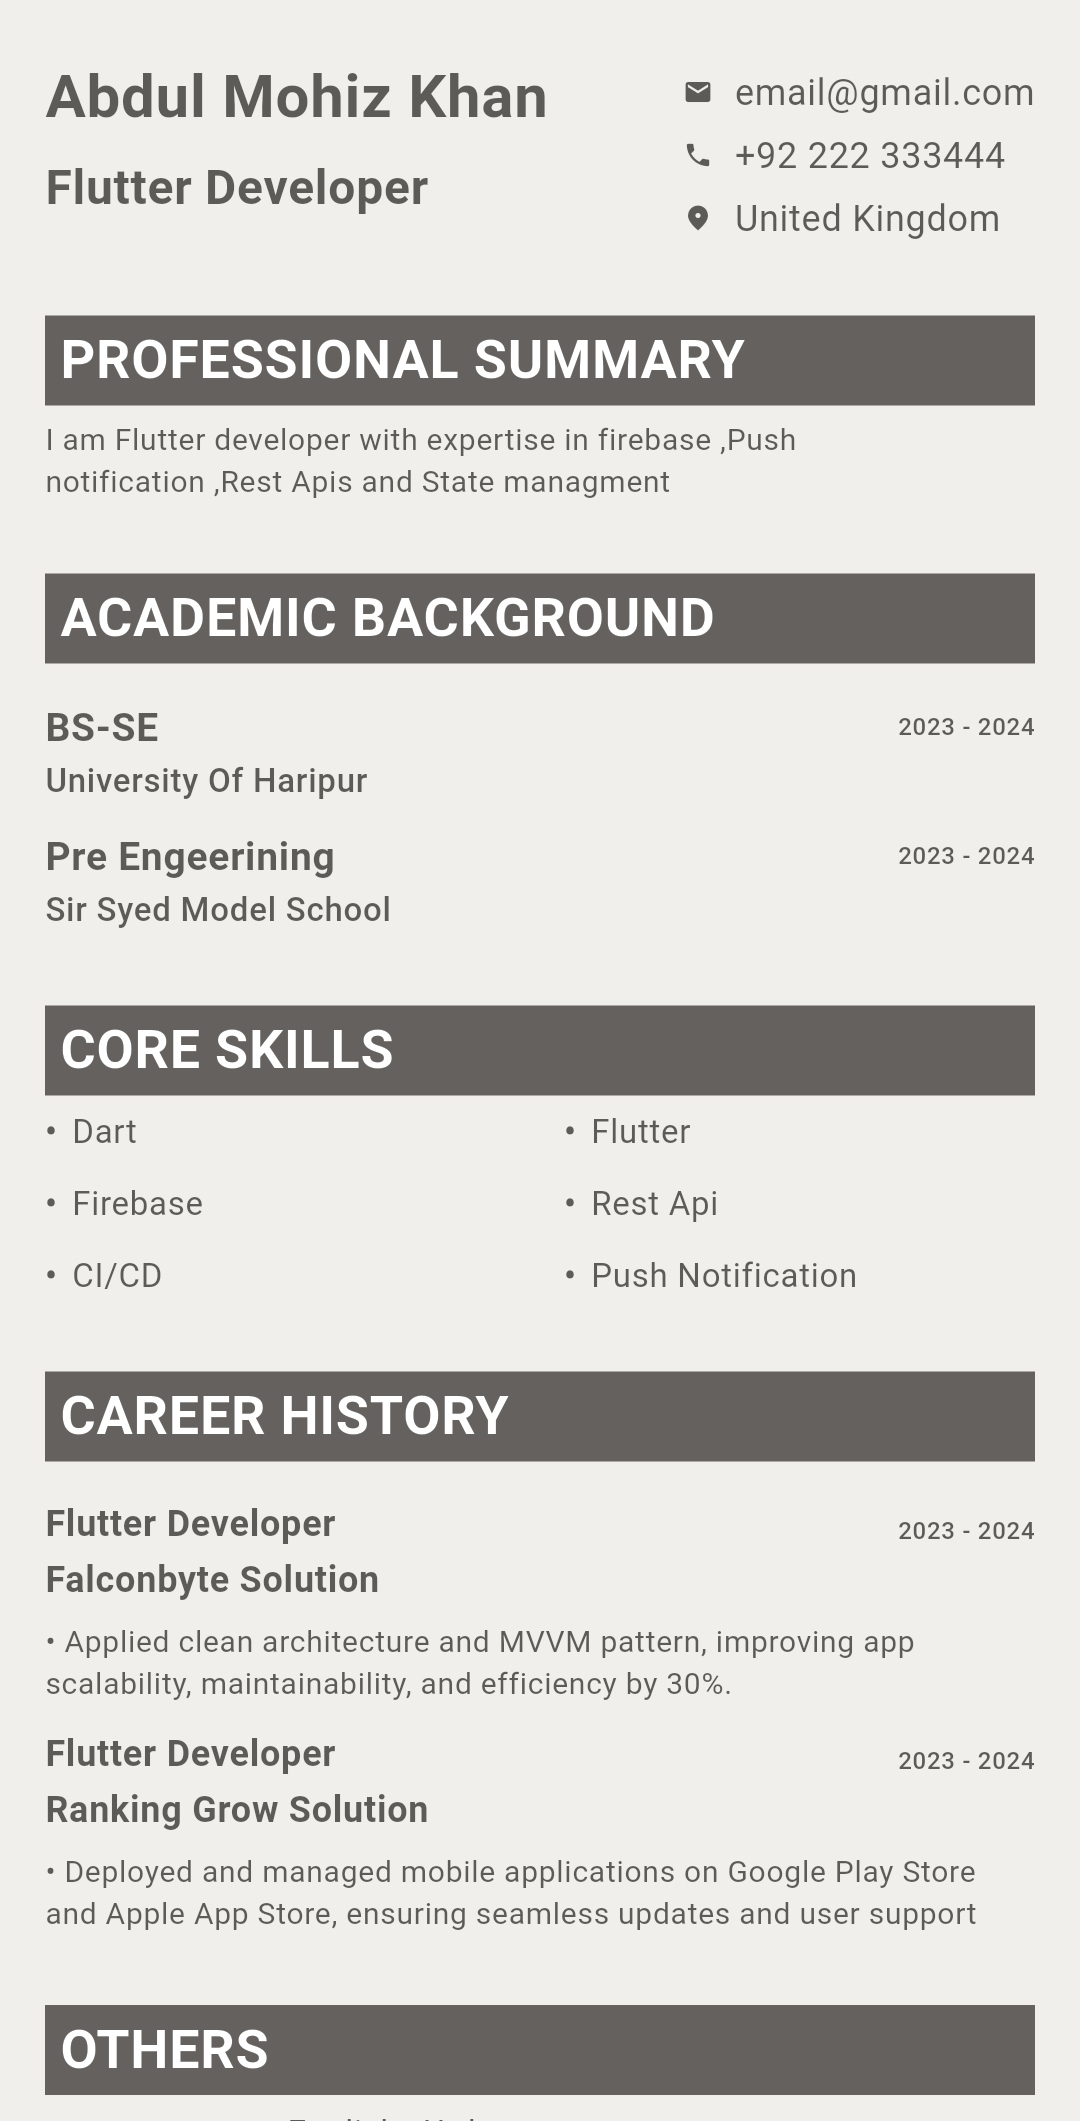 Abdul Mohiz Khan
Flutter Developer
email@gmail.com
+92 222 333444
United Kingdom
PROFESSIONAL SUMMARY
I am Flutter developer with expertise in firebase ,Push
notification ,Rest Apis and State managment
ACADEMIC BACKGROUND
BS-SE 2023 - 2024
University Of Haripur
Pre Engeerining 2023 - 2024
Sir Syed Model School
CORE SKILLS
• Dart • Flutter
• Firebase • Rest Api
• CI/CD • Push Notification
CAREER HISTORY
Flutter Developer 2023 - 2024
Falconbyte Solution
• Applied clean architecture and MVVM pattern, improving app
scalability, maintainability, and efficiency by 30%.
Flutter Developer 2023 - 2024
Ranking Grow Solution
• Deployed and managed mobile applications on Google Play Store
and Apple App Store, ensuring seamless updates and user support
OTHERS